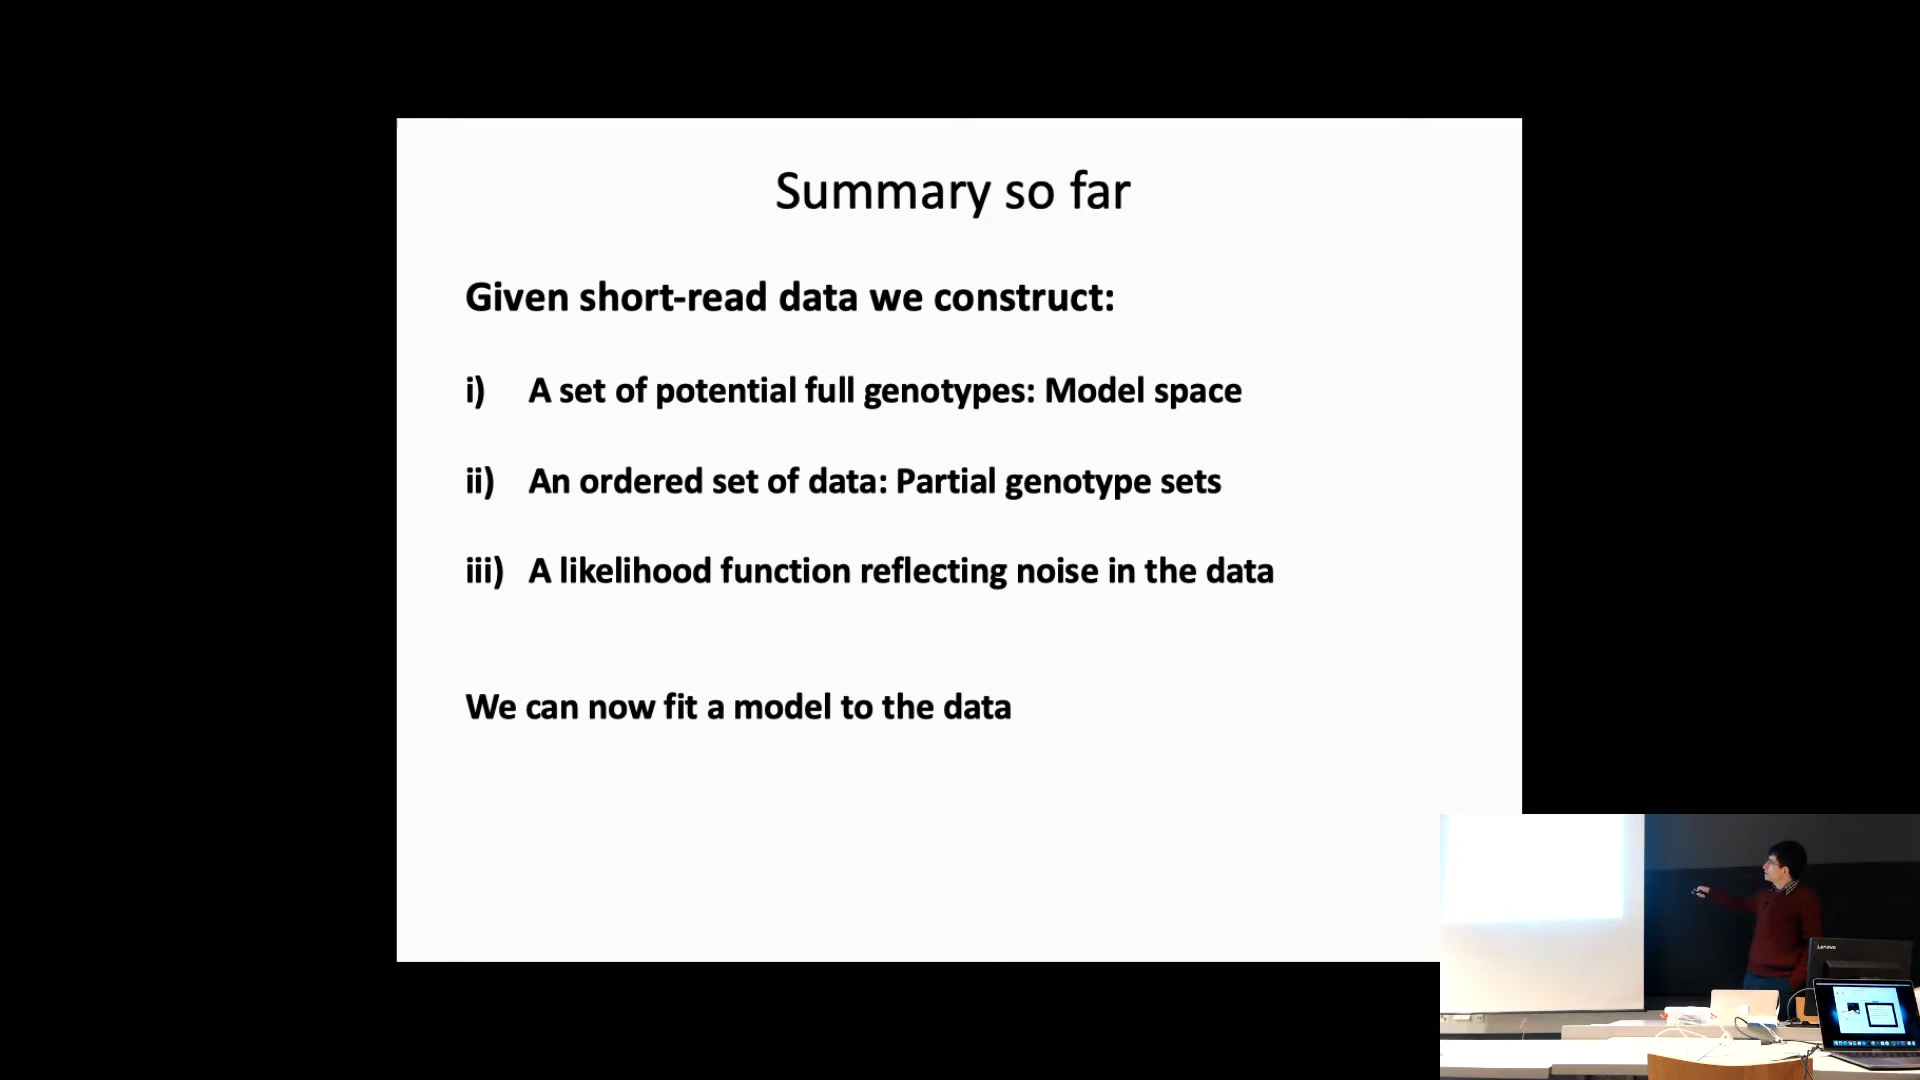 Summary so far
Given short-read data we construct:
i) A set of potential full genotypes: Model space
ii) An ordered set of data: Partial genotype sets
iii) A likelihood function reflecting noise in the data
We can now fit a model to the data
Lenovo